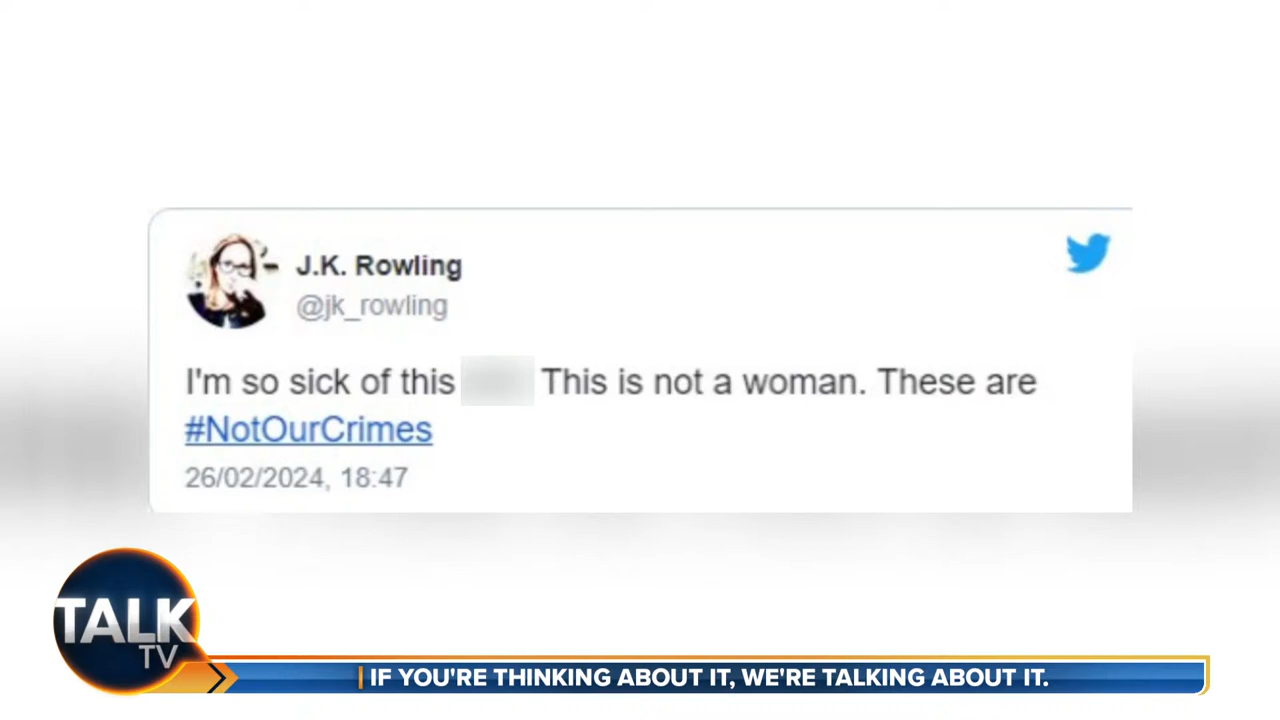 J.K. Rowling
@jk_rowling
I'm so sick of this This is not a woman. These are
#NotOurCrimes
26/02/2024, 18:47
TALK
TV
IF YOU'RE THINKING ABOUT IT, WE'RE TALKING ABOUT IT.